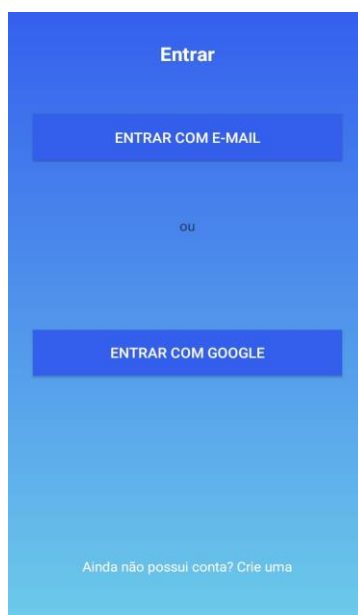 Entrar
ENTRAR COM E-MAIL
ou
ENTRAR COM GOOGLE
Ainda não possui conta? Crie uma